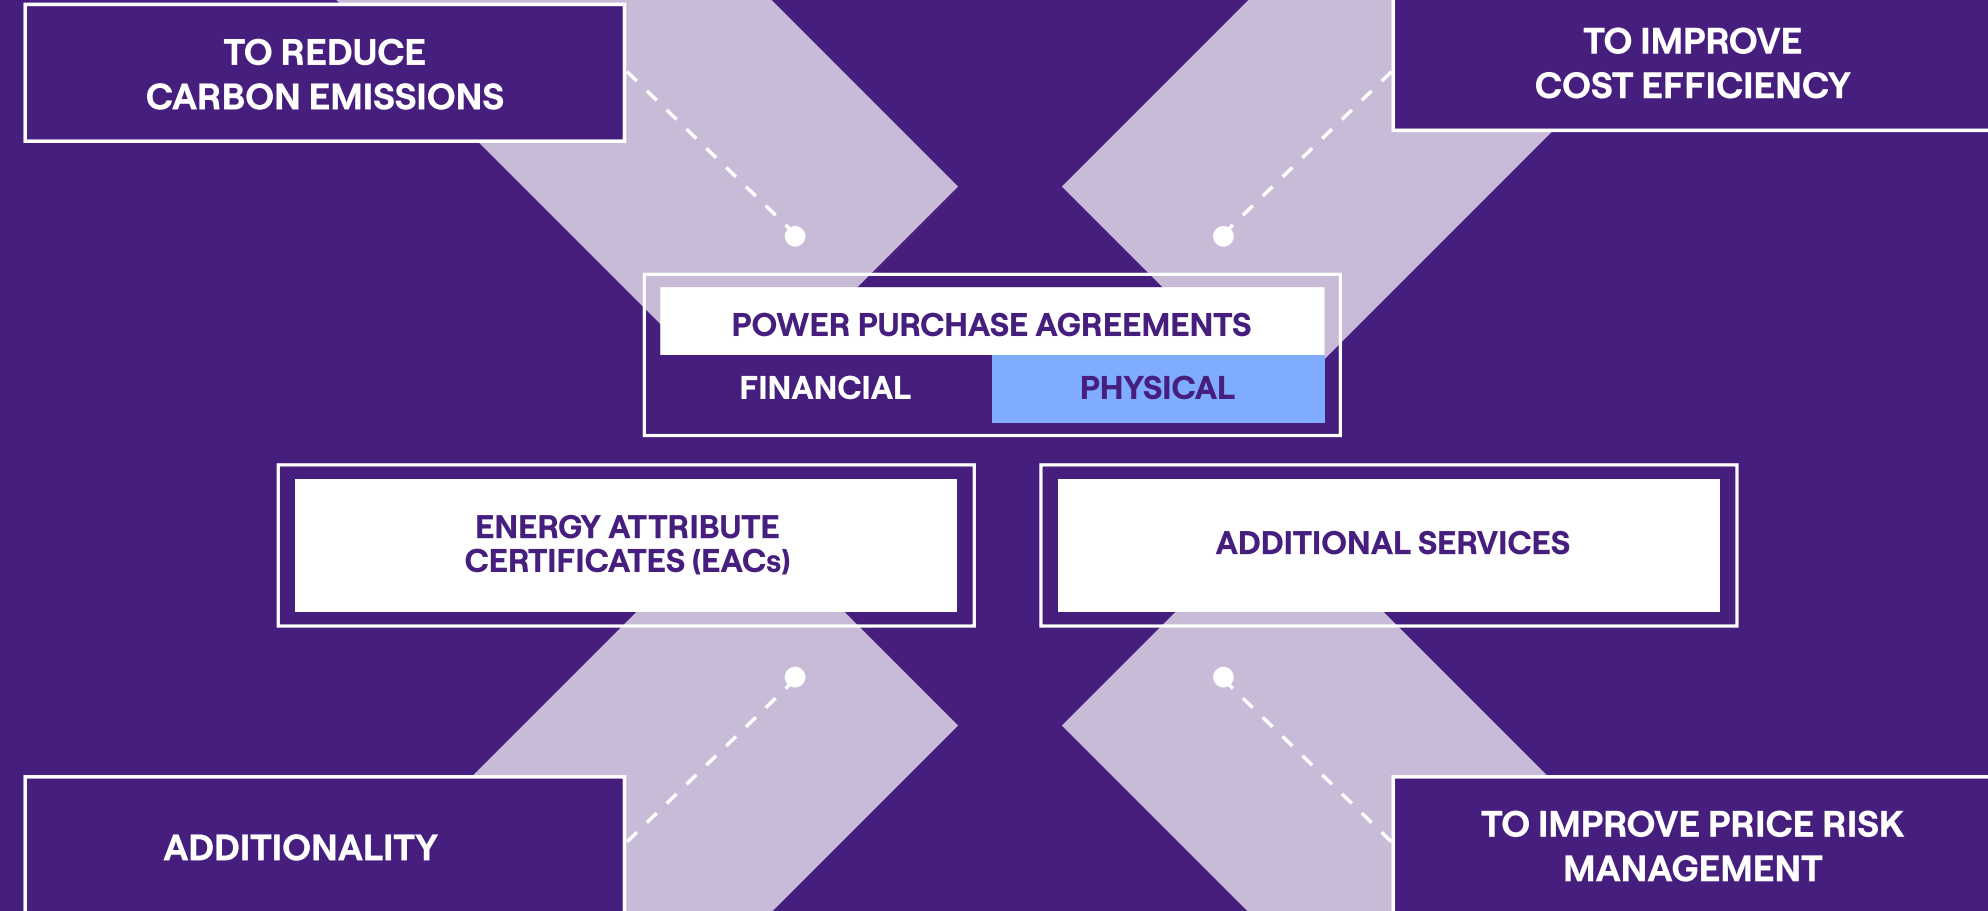 TO REDUCE
CARBON EMISSIONS
TO IMPROVE
COST EFFICIENCY
POWER PURCHASE AGREEMENTS
FINANCIAL
PHYSICAL
ENERGY ATTRIBUTE
CERTIFICATES (EACs)
ADDITIONAL SERVICES
ADDITIONALITY
TO IMPROVE PRICE RISK
MANAGEMENT